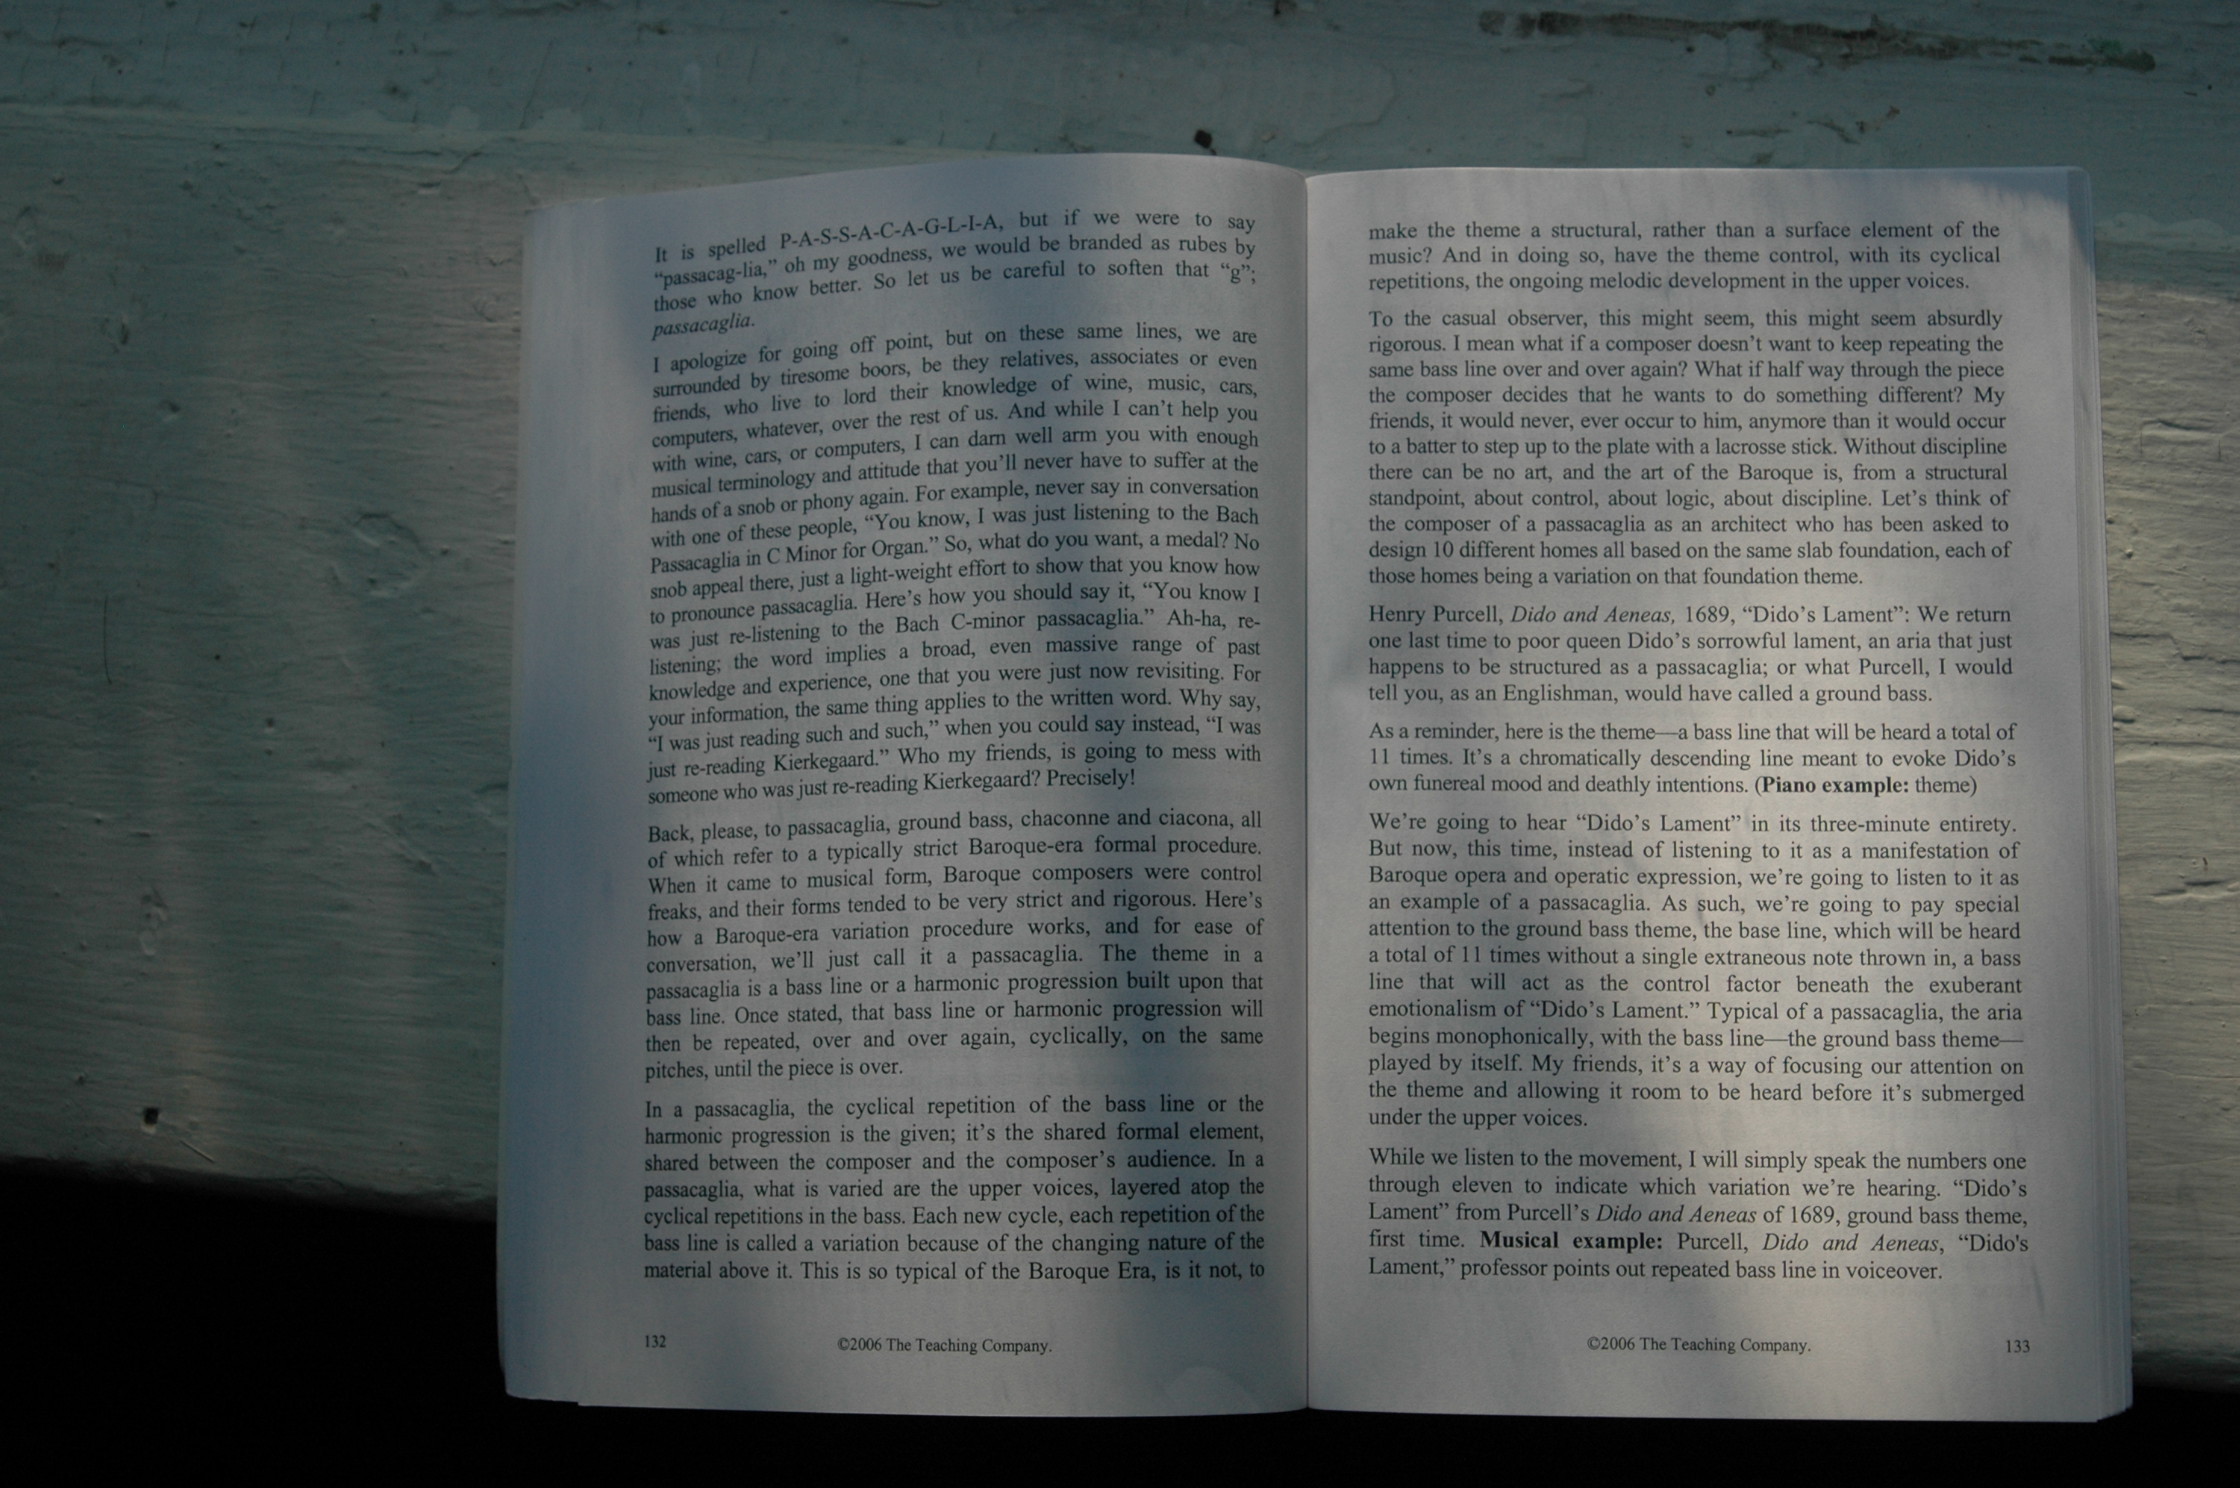 It is spelled P-A-S-S-A-C-A-G-L-I-A, but if we were to say
“passacag-lia,” oh my goodness, we would be branded as rubes by
those who know better. So let us be careful to soften that “g”;
passacaglia.
I apologize for going off point, but on these same lines, we are
surrounded by tiresome boors, be they relatives, associates or even
friends, who live to lord their knowledge of wine, music, cars,
computers, whatever, over the rest of us. And while I can’t help you
with wine, cars, or computers, I can darn well arm you with enough
musical terminology and attitude that you’ll never have to suffer at the
hands of a snob or phony again. For example, never say in conversation
with one of these people, “You know, I was just listening to the Bach
Passacaglia in C Minor for Organ.” So, what do you want, a medal? No
snob appeal there, just a light-weight effort to show that you know how
to pronounce passacaglia. Here’s how you should say it, “You know I
was just re-listening to the Bach C-minor passacaglia.” Ah-ha, re-
listening; the word implies a broad, even massive range of past
knowledge and experience, one that you were just now revisiting. For
your information, the same thing applies to the written word. Why say,
“I was just reading such and such,” when you could say instead, “I was
just re-reading Kierkegaard.” Who my friends, is going to mess with
someone who was just re-reading Kierkegaard? Precisely!
Back, please, to passacaglia, ground bass, chaconne and ciacona, all
of which refer to a typically strict Baroque-era formal procedure.
When it came to musical form, Baroque composers were control
freaks, and their forms tended to be very strict and rigorous. Here’s
how a Baroque-era variation procedure works, and for ease of
conversation, we’ll just call it a passacaglia. The theme in a
passacaglia is a bass line or a harmonic progression built upon that
bass line. Once stated, that bass line or harmonic progression will
then be repeated, over and over again, cyclically, on the same
pitches, until the piece is over.
In a passacaglia, the cyclical repetition of the bass line or the
harmonic progression is the given; it’s the shared formal element,
shared between the composer and the composer’s audience. In a
passacaglia, what is varied are the upper voices, layered atop the
cyclical repetitions in the bass. Each new cycle, each repetition of the
bass line is called a variation because of the changing nature of the
material above it. This is so typical of the Baroque Era, is it not, to
132 ©2006 The Teaching Company.
make the theme a structural, rather than a surface element of the
music? And in doing so, have the theme control, with its cyclical
repetitions, the ongoing melodic development in the upper voices.
To the casual observer, this might seem, this might seem absurdly
rigorous. I mean what if a composer doesn’t want to keep repeating the
same bass line over and over again? What if half way through the piece
the composer decides that he wants to do something different? My
friends, it would never, ever occur to him, anymore than it would occur
to a batter to step up to the plate with a lacrosse stick. Without discipline
there can be no art, and the art of the Baroque is, from a structural
standpoint, about control, about logic, about discipline. Let’s think of
the composer of a passacaglia as an architect who has been asked to
design 10 different homes all based on the same slab foundation, each of
those homes being a variation on that foundation theme.
Henry Purcell, Dido and Aeneas, 1689, “Dido’s Lament”: We return
one last time to poor queen Dido’s sorrowful lament, an aria that just
happens to be structured as a passacaglia; or what Purcell, I would
tell you, as an Englishman, would have called a ground bass.
As a reminder, here is the theme—a bass line that will be heard a total of
11 times. It’s a chromatically descending line meant to evoke Dido’s
own funereal mood and deathly intentions. (Piano example: theme)
We’re going to hear “Dido’s Lament” in its three-minute entirety.
But now, this time, instead of listening to it as a manifestation of
Baroque opera and operatic expression, we’re going to listen to it as
an example of a passacaglia. As such, we’re going to pay special
attention to the ground bass theme, the base line, which will be heard
a total of 11 times without a single extraneous note thrown in, a bass
line that will act as the control factor beneath the exuberant
emotionalism of “Dido’s Lament.” Typical of a passacaglia, the aria
begins monophonically, with the bass line—the ground bass theme—
played by itself. My friends, it’s a way of focusing our attention on
the theme and allowing it room to be heard before it’s submerged
under the upper voices.
While we listen to the movement, I will simply speak the numbers one
through eleven to indicate which variation we’re hearing. “Dido’s
Lament” from Purcell’s Dido and Aeneas of 1689, ground bass theme,
first time. Musical example: Purcell, Dido and Aeneas, “Dido's
Lament,” professor points out repeated bass line in voiceover.
©2006 The Teaching Company. 133